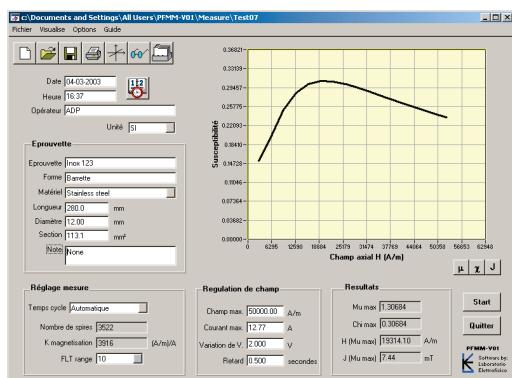 c:\Documents and Settings\All Users\PFMM-V01\Measure\Test07
Fichier Visualise Options Guide
Date 04-03-2003
Heure 16:37
Opérateur ADP
Unité SI
Eprouvette
Eprouvette Inox 123
Forme Barrette
Matériel Stainless steel
Longueur 280.0 mm
Diamètre 12.00 mm
Section 113.1 mm²
Note None
Susceptibilité
0.36821
0.33139
0.29457
0.25775
0.22093
0.18410
0.14728
0.11046
0.07364
0.03682
0.00000
0 6295 12590 18884 25179 31474 37769 44064 50358 56653 62948
Champ axial H (A/m)
µ χ J
Réglage mesure
Temps cycle Automatique
Nombre de spires 3522
K magnetisation 3916 (A/m)/A
FLT range 10
Regulation de champ
Champ max. 50000.00 A/m
Courant max. 12.77 A
Variation de V. 2.000 V
Retard 0.500 secondes
Resultats
Mu max 1.30684
Chi max 0.30684
H (Mu max) 19314.10 A/m
J (Mu max) 7.44 mT
Start
Quitter
PFMM-V01
Software by:
Laboratorio
Elettrofisico